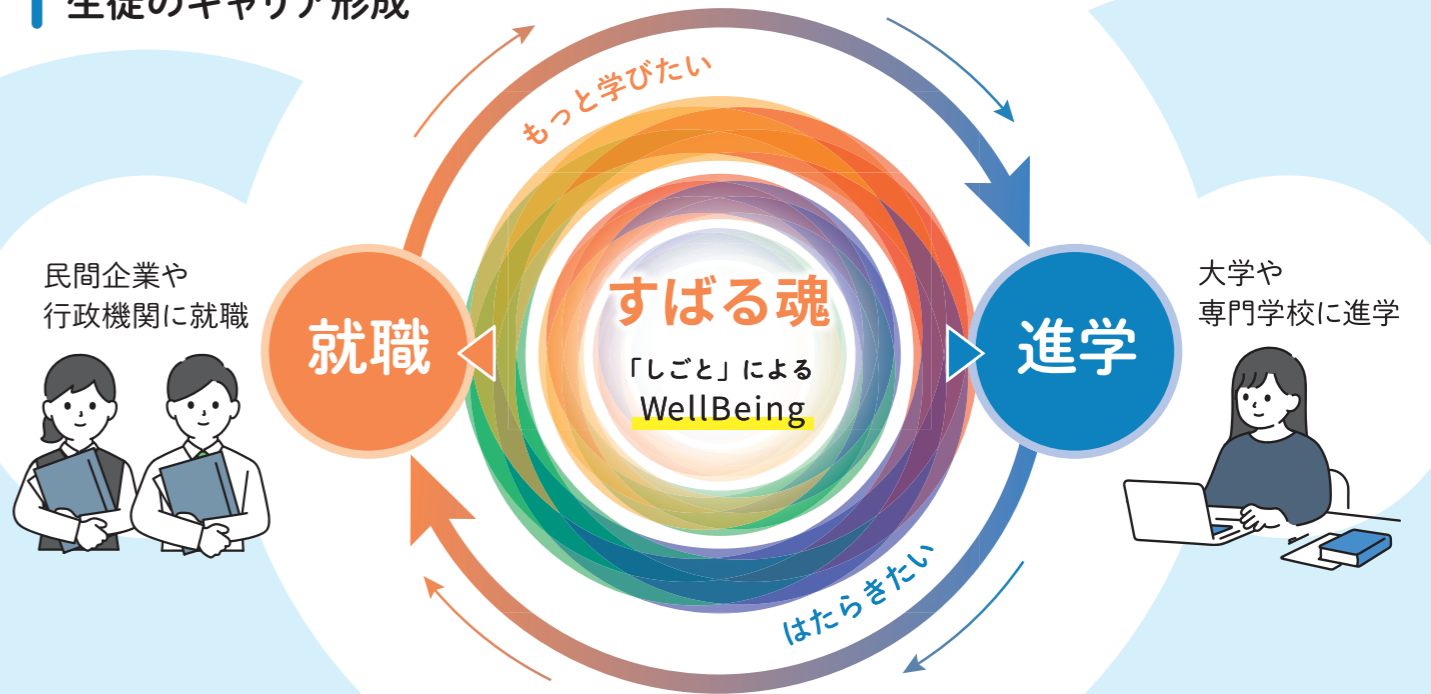 生徒のキャリア形成
もっと学びたい
民間企業や
行政機関に就職
就職
すばる魂
「しごと」による
WellBeing
進学
大学や
専門学校に進学
はたらきたい